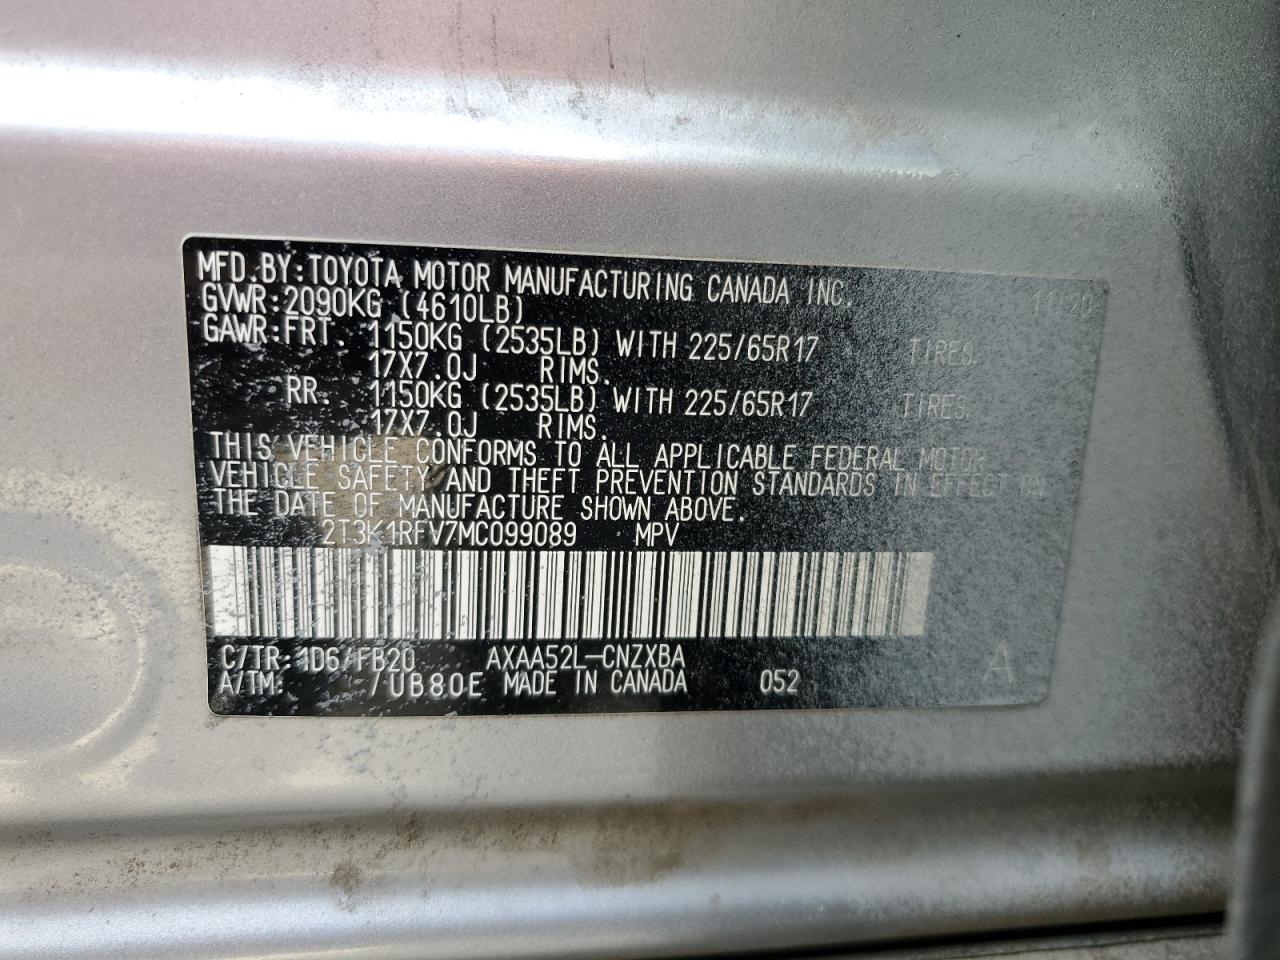 MFD.BY:TOYOTA MOTOR MANUFACTURING CANADA INC. 11/20
GVWR:2090KG (4610LB)
GAWR:FRT. 1150KG (2535LB) WITH 225/65R17 TIRES,
17X7.0J RIMS.
RR. 1150KG (2535LB) WITH 225/65R17 TIRES,
17X7.0J RIMS.
THIS VEHICLE CONFORMS TO ALL APPLICABLE FEDERAL MOTOR
VEHICLE SAFETY AND THEFT PREVENTION STANDARDS IN EFFECT ON
THE DATE OF MANUFACTURE SHOWN ABOVE.
2T3K1RFV7MC099089 MPV
C/TR:1D6/FB20 AXAA52L-CNZXBA
A/TM: /UB80E MADE IN CANADA 052 A